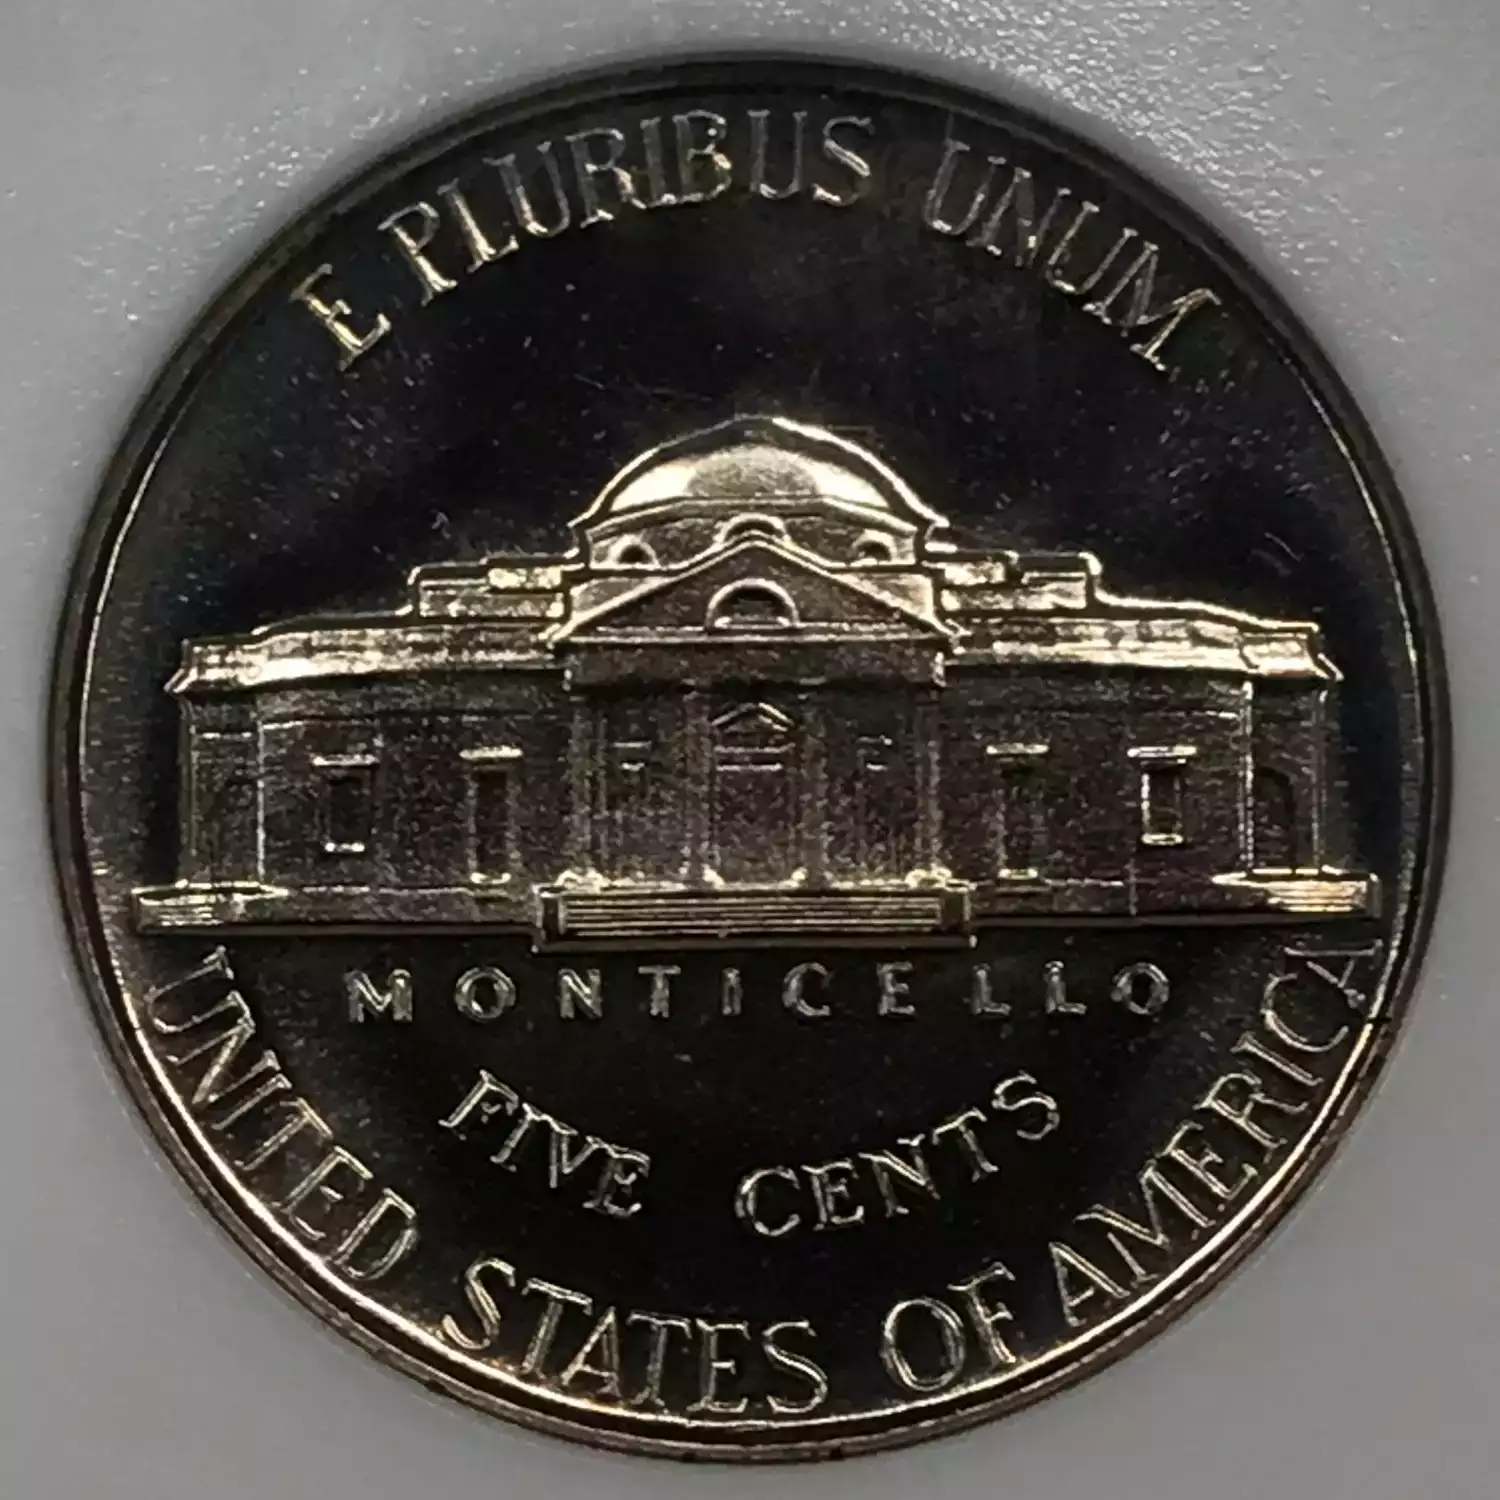 E PLURIBUS UNUM
MONTICELLO
FIVE CENTS
UNITED STATES OF AMERICA